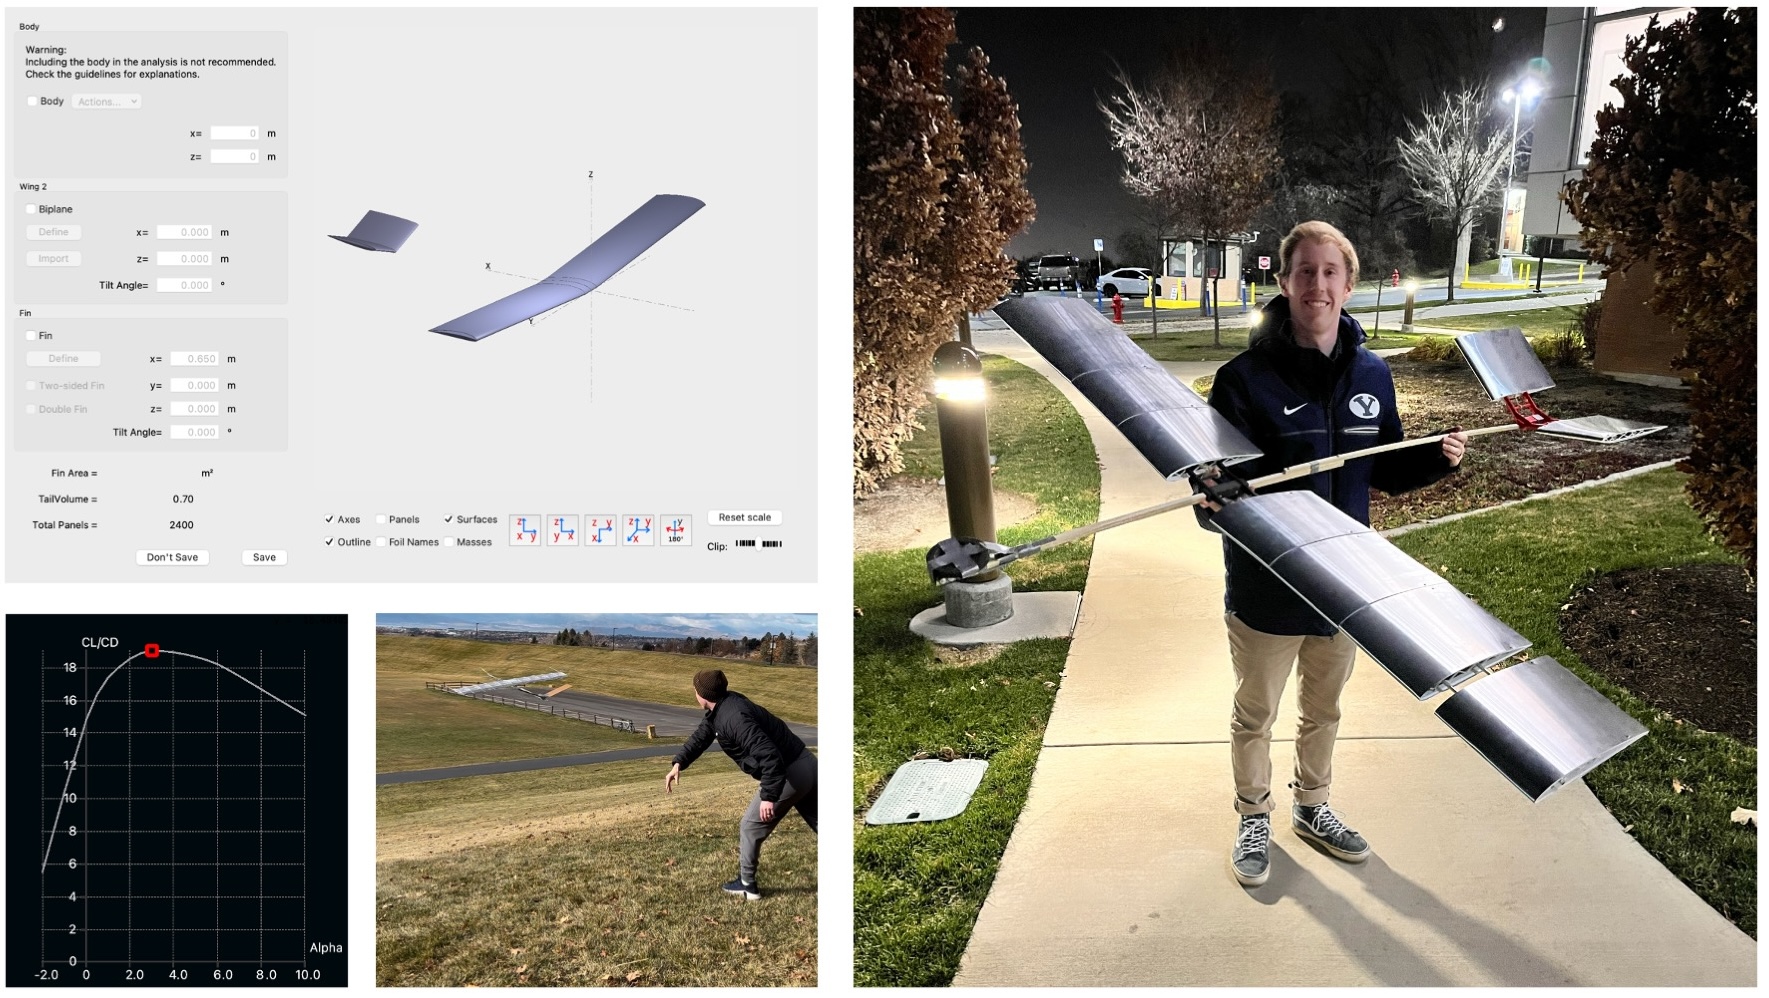 Body
Warning:
Including the body in the analysis is not recommended.
Check the guidelines for explanations.
Body Actions...
x= 0 m
z= 0 m
Wing 2
Biplane
Define x= 0.000 m
Import z= 0.000 m
Tilt Angle= 0.000 °
Fin
Fin
Define x= 0.650 m
Two-sided Fin y= 0.000 m
Double Fin z= 0.000 m
Tilt Angle= 0.000 °
Fin Area = m²
TailVolume = 0.70
Total Panels = 2400
Don't Save Save
Z
X
Y
Axes Panels Surfaces
Outline Foil Names Masses
z x y
z y x
z y x
z y x
y 180°
Reset scale
Clip:
CL/CD
18
16
14
12
10
8
6
4
2
0
-2.0 0 2.0 4.0 6.0 8.0 10.0
Alpha
Y